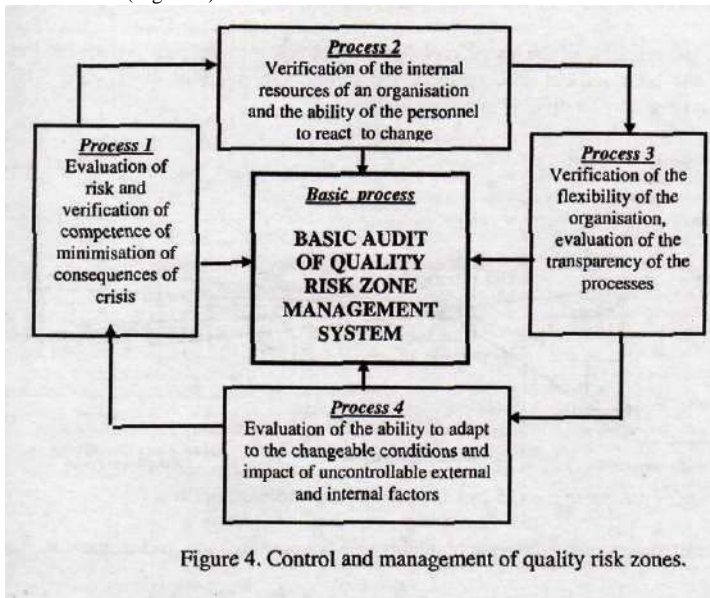 Process 2
Verification of the internal
resources of an organisation
and the ability of the personnel
to react to change
Process 1
Evaluation of
risk and
verification of
competence of
minimisation of
consequences of
crisis
Basic process
BASIC AUDIT
OF QUALITY
RISK ZONE
MANAGEMENT
SYSTEM
Process 3
Verification of the
flexibility of the
organisation,
evaluation of the
transparency of the
processes
Process 4
Evaluation of the ability to adapt
to the changeable conditions and
impact of uncontrollable external
and internal factors
Figure 4. Control and management of quality risk zones.